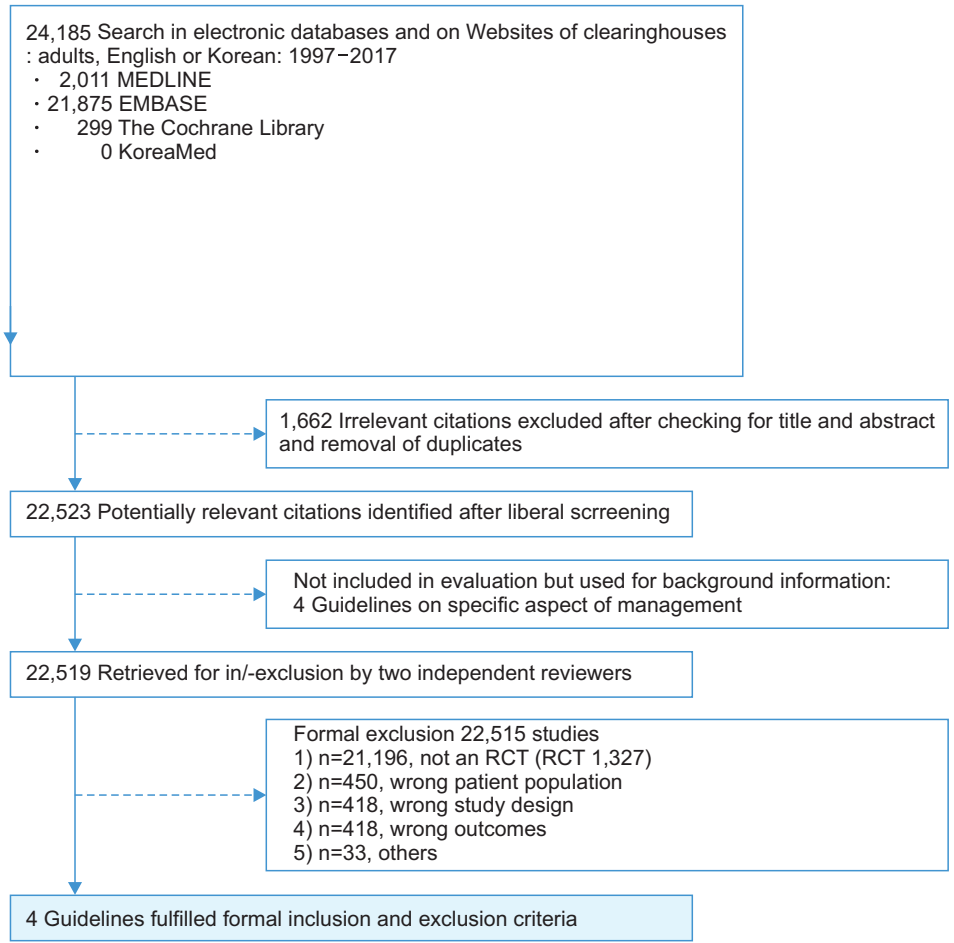 24,185 Search in electronic databases and on Websites of clearinghouses
: adults, English or Korean: 1997−2017
· 2,011 MEDLINE
· 21,875 EMBASE
· 299 The Cochrane Library
· 0 KoreaMed
1,662 Irrelevant citations excluded after checking for title and abstract
and removal of duplicates
22,523 Potentially relevant citations identified after liberal scrreening
Not included in evaluation but used for background information:
4 Guidelines on specific aspect of management
22,519 Retrieved for in/-exclusion by two independent reviewers
Formal exclusion 22,515 studies
1) n=21,196, not an RCT (RCT 1,327)
2) n=450, wrong patient population
3) n=418, wrong study design
4) n=418, wrong outcomes
5) n=33, others
4 Guidelines fulfilled formal inclusion and exclusion criteria